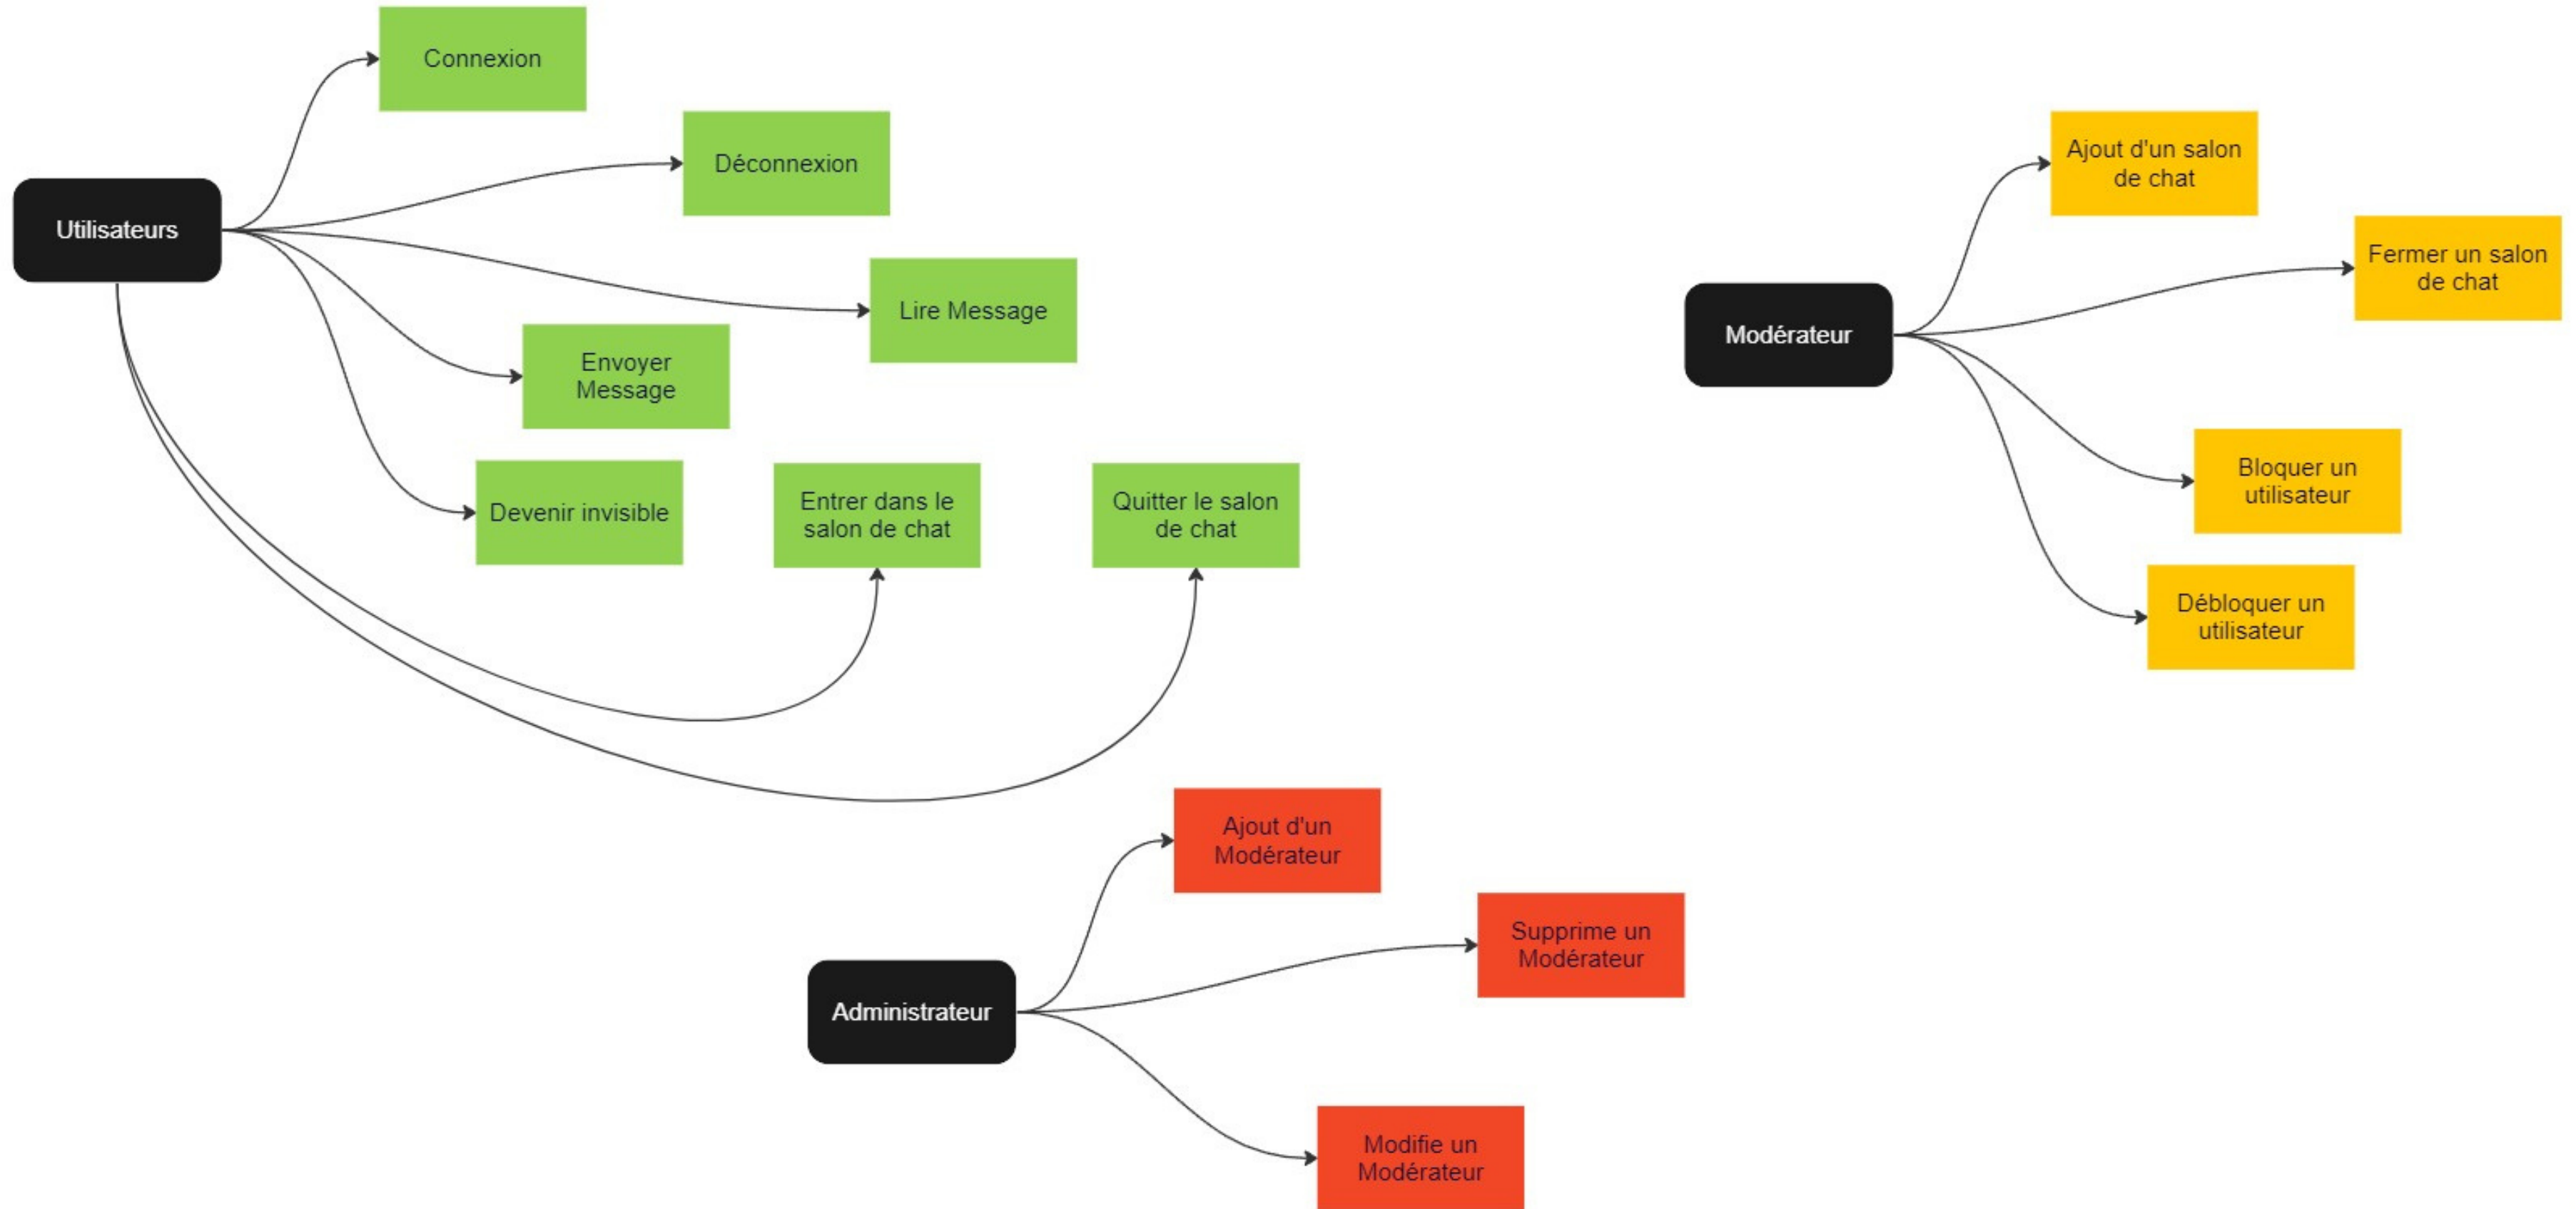 Connexion
Déconnexion
Utilisateurs
Lire Message
Envoyer
Message
Devenir invisible
Entrer dans le
salon de chat
Quitter le salon
de chat
Ajout d'un salon
de chat
Fermer un salon
de chat
Modérateur
Bloquer un
utilisateur
Débloquer un
utilisateur
Ajout d'un
Modérateur
Supprime un
Modérateur
Administrateur
Modifie un
Modérateur